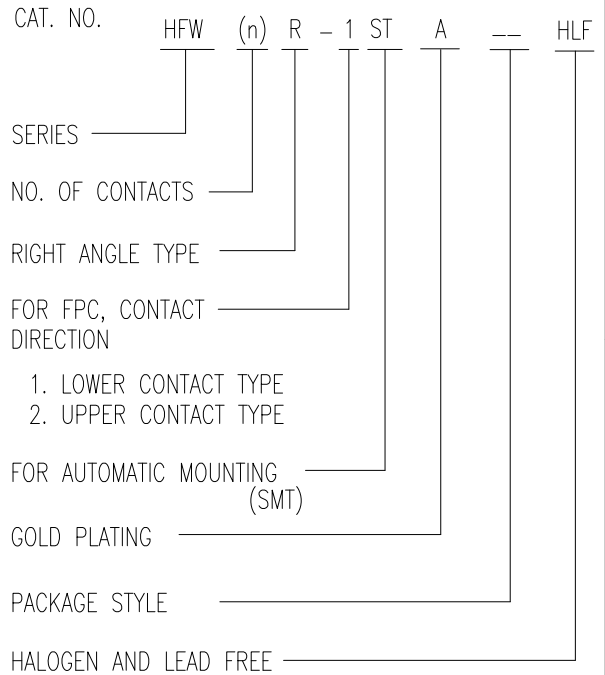 CAT. NO. HFW (n) R - 1 ST A __ HLF
SERIES
NO. OF CONTACTS
RIGHT ANGLE TYPE
FOR FPC, CONTACT
DIRECTION
1. LOWER CONTACT TYPE
2. UPPER CONTACT TYPE
FOR AUTOMATIC MOUNTING
(SMT)
GOLD PLATING
PACKAGE STYLE
HALOGEN AND LEAD FREE